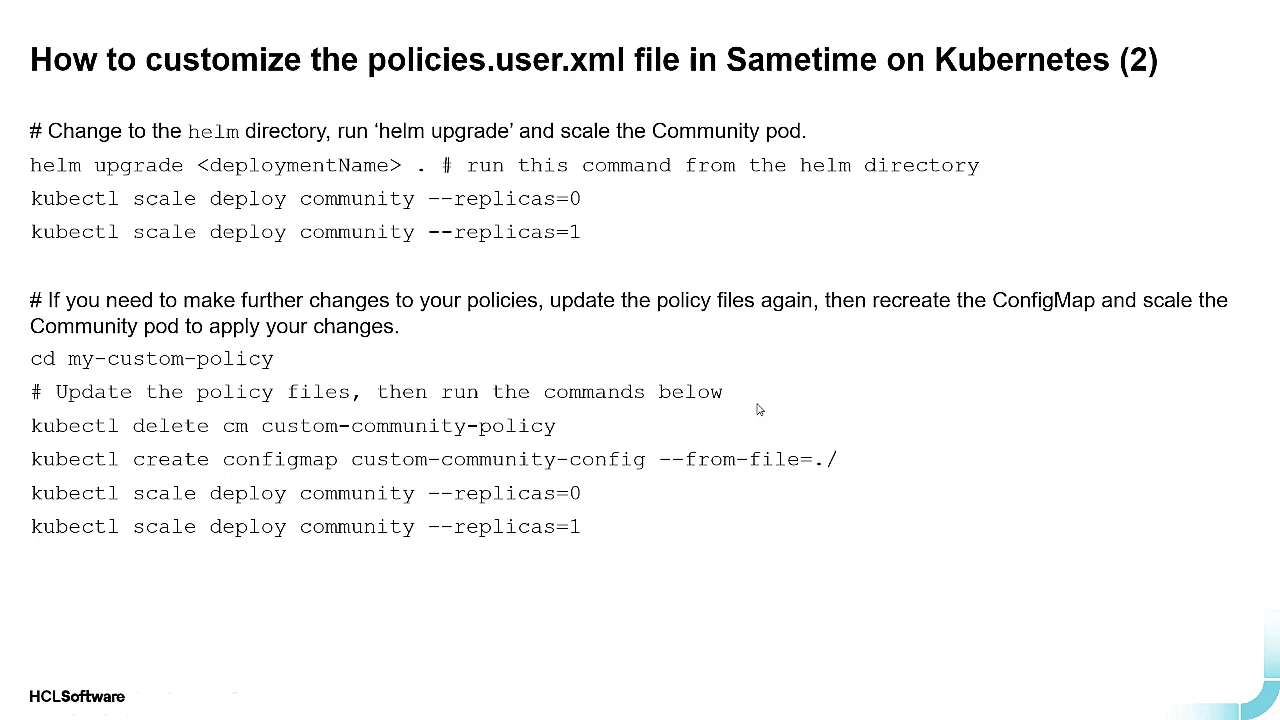 How to customize the policies.user.xml file in Sametime on Kubernetes (2)
# Change to the helm directory, run ‘helm upgrade’ and scale the Community pod.
helm upgrade <deploymentName> . # run this command from the helm directory
kubectl scale deploy community --replicas=0
kubectl scale deploy community --replicas=1
# If you need to make further changes to your policies, update the policy files again, then recreate the ConfigMap and scale the
Community pod to apply your changes.
cd my-custom-policy
# Update the policy files, then run the commands below
kubectl delete cm custom-community-policy
kubectl create configmap custom-community-config --from-file=./
kubectl scale deploy community --replicas=0
kubectl scale deploy community --replicas=1
HCLSoftware